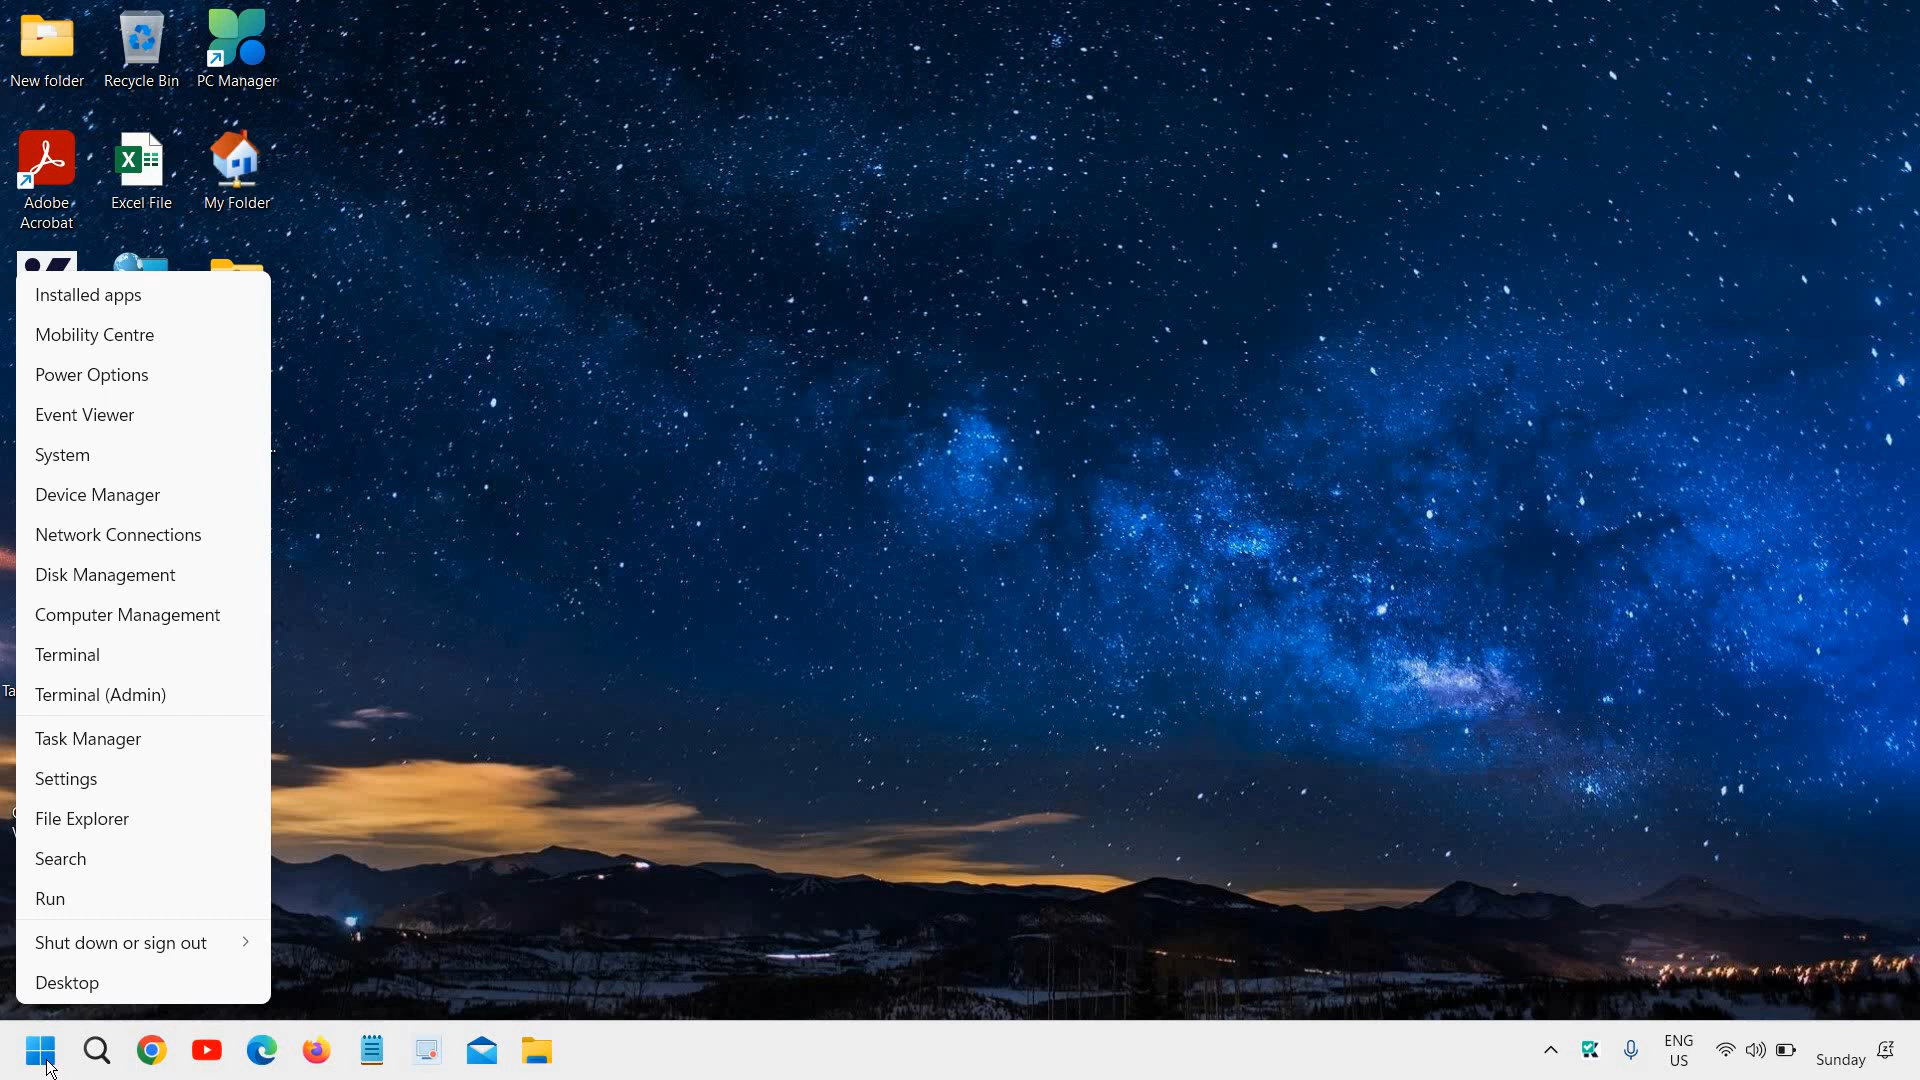 New folder
Recycle Bin
PC Manager
Adobe
Acrobat
Excel File
My Folder
Installed apps
Mobility Centre
Power Options
Event Viewer
System
Device Manager
Network Connections
Disk Management
Computer Management
Terminal
Terminal (Admin)
Ta
Task Manager
Settings
File Explorer
Search
Run
Shut down or sign out
Desktop
ENG
US
Sunday